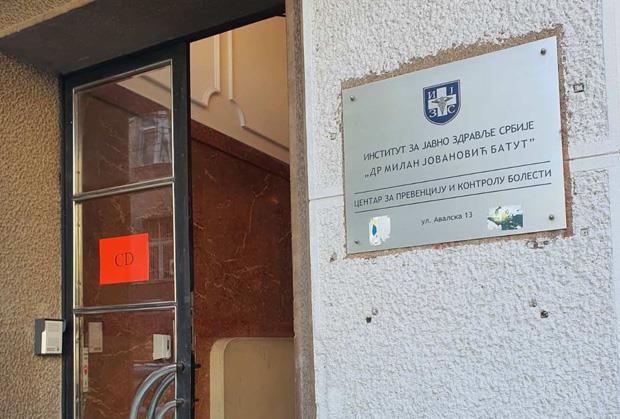 И І
З С
ИНСТИТУТ ЗА ЈАВНО ЗДРАВЉЕ СРБИЈЕ
„ДР МИЛАН ЈОВАНОВИЋ БАТУТ”
ЦЕНТАР ЗА ПРЕВЕНЦИЈУ И КОНТРОЛУ БОЛЕСТИ
ул. Авалска 13
CD